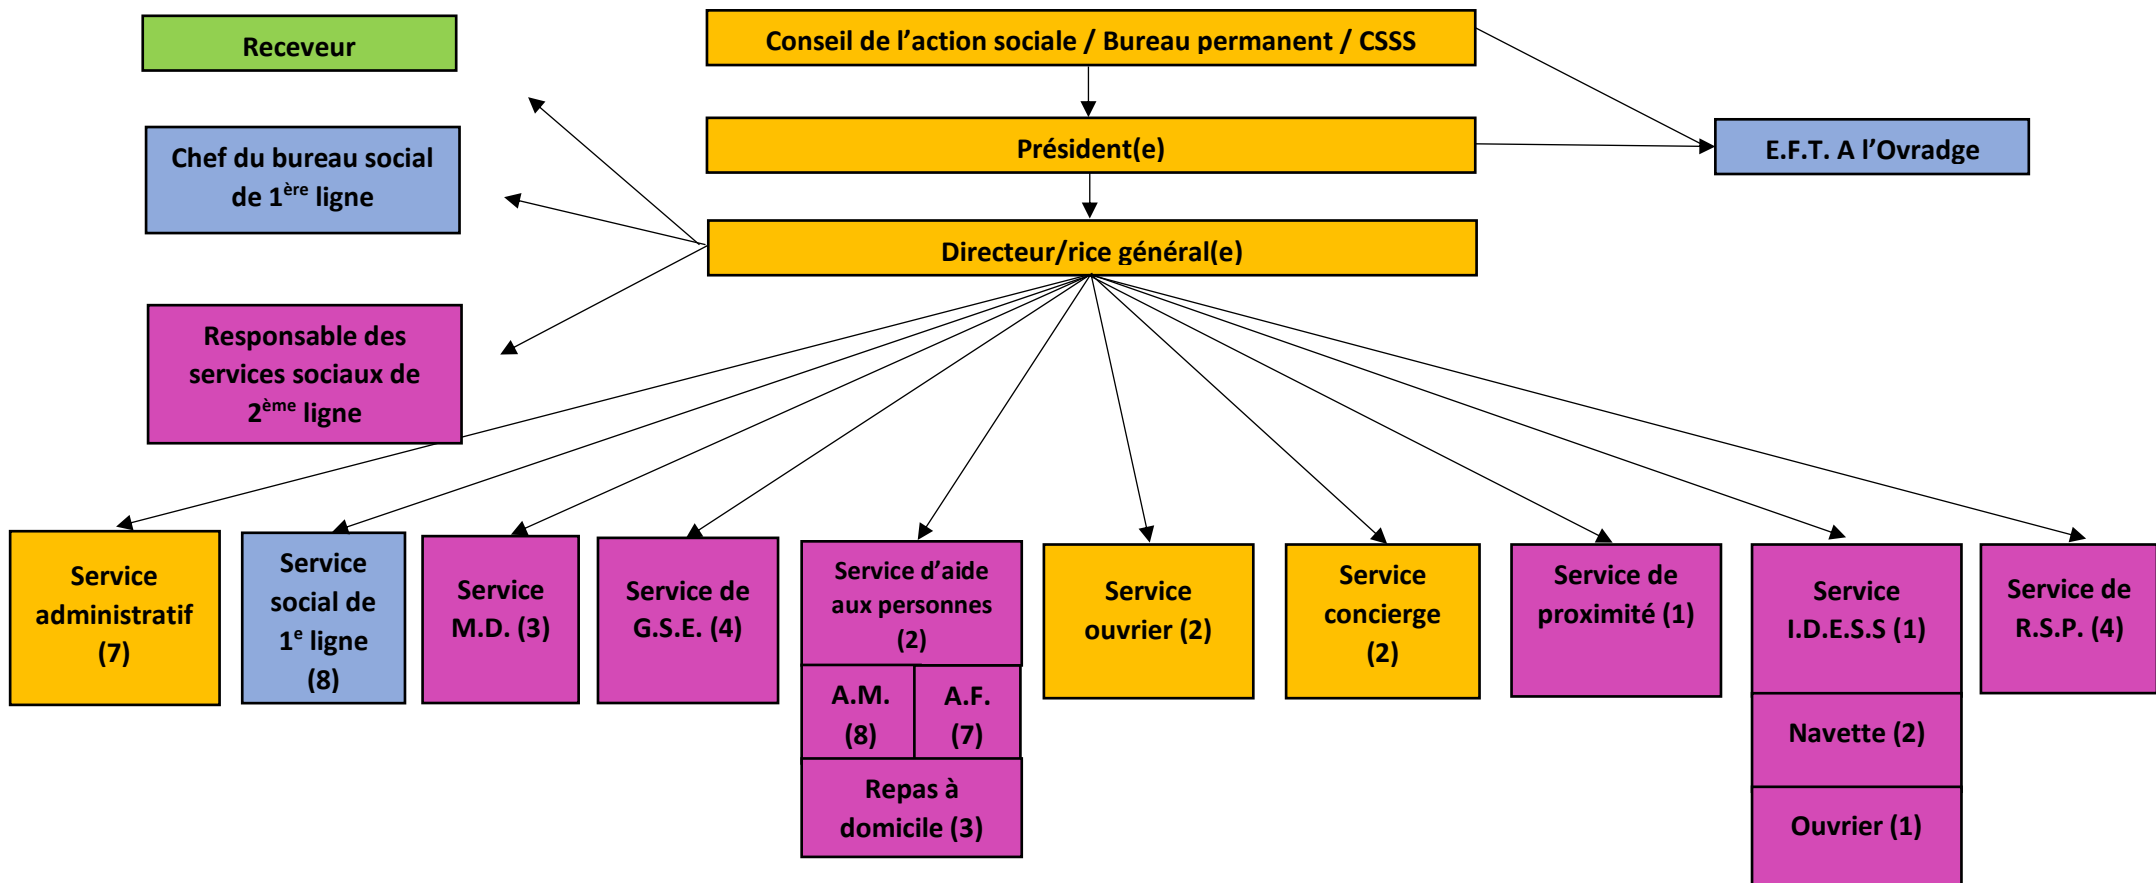 Receveur
Conseil de l’action sociale / Bureau permanent / CSSS
Chef du bureau social
de 1ère ligne
Président(e)
E.F.T. A l’Ovradge
Directeur/rice général(e)
Responsable des
services sociaux de
2ème ligne
Service
administratif
(7)
Service
social de
1e ligne
(8)
Service
M.D. (3)
Service de
G.S.E. (4)
Service d’aide
aux personnes
(2)
A.M.
(8)
A.F.
(7)
Repas à
domicile (3)
Service
ouvrier (2)
Service
concierge
(2)
Service de
proximité (1)
Service
I.D.E.S.S (1)
Navette (2)
Ouvrier (1)
Service de
R.S.P. (4)